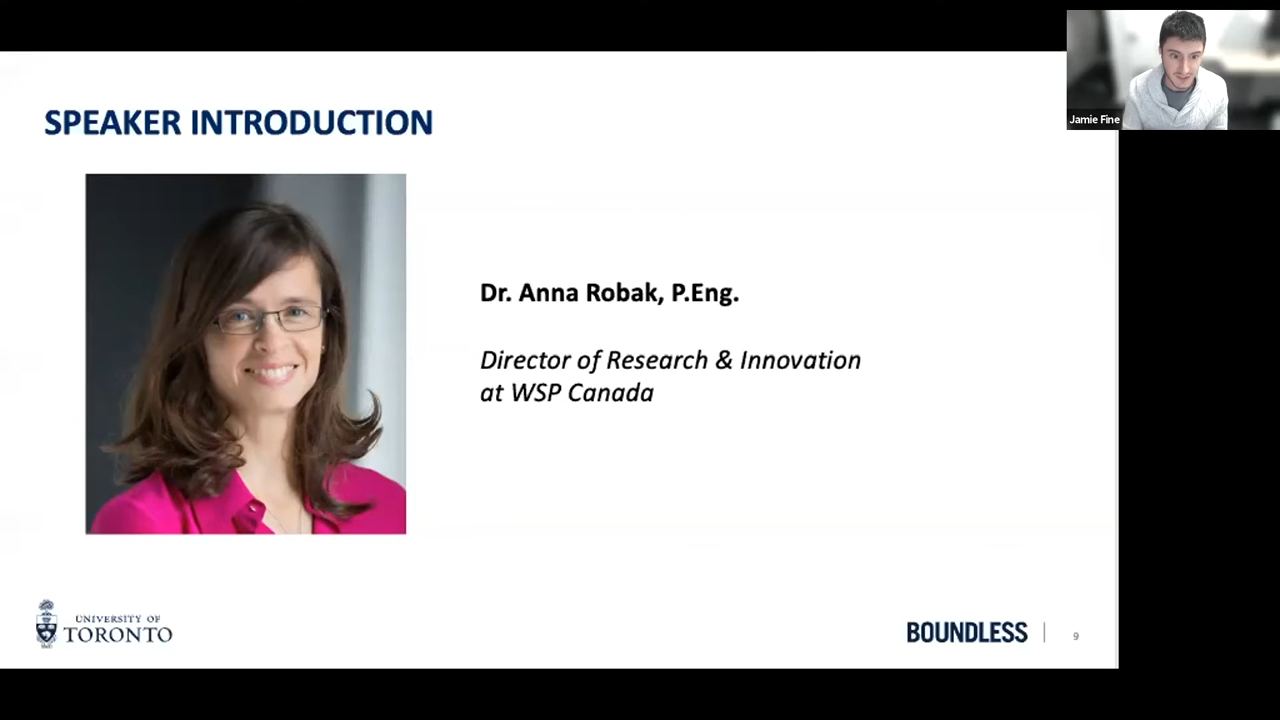 Jamie Fine
SPEAKER INTRODUCTION
Dr. Anna Robak, P.Eng.
Director of Research & Innovation
at WSP Canada
UNIVERSITY OF
TORONTO
BOUNDLESS
9